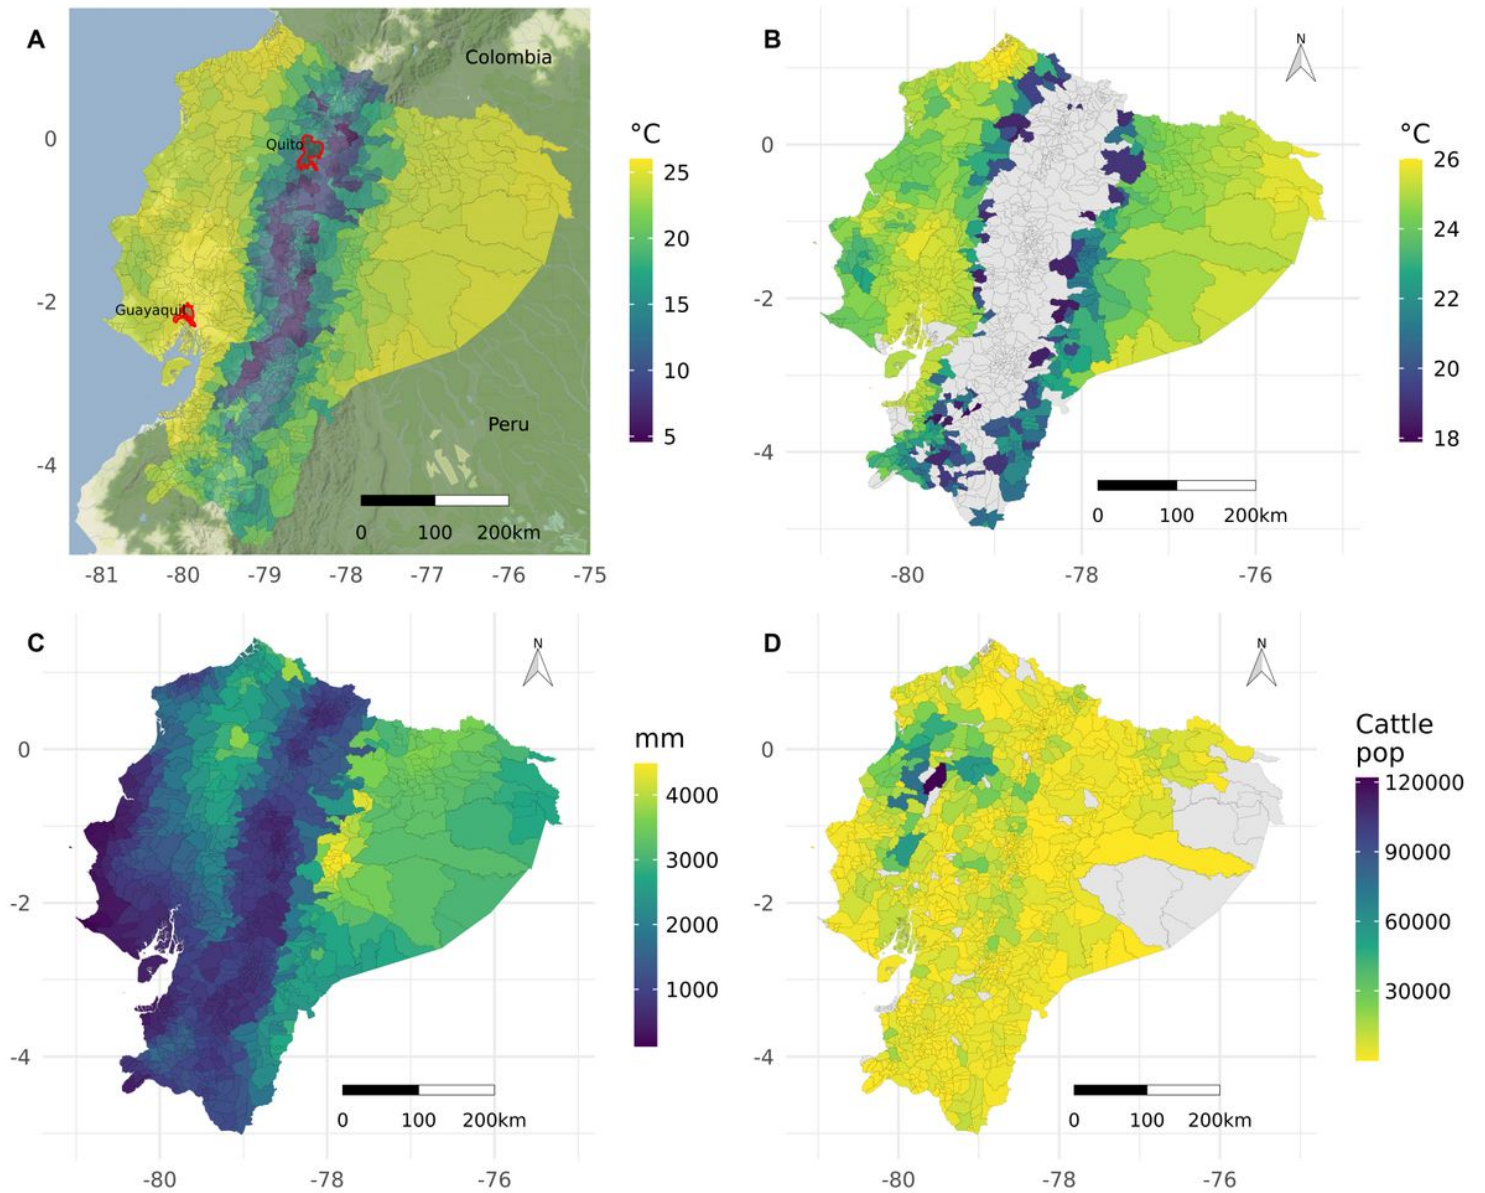 A
Colombia
Quito
Guayaquil
Peru
0
-2
-4
0 100 200km
-81 -80 -79 -78 -77 -76 -75
°C
25
20
15
10
5
B
N
0
-2
-4
0 100 200km
-80 -78 -76
°C
26
24
22
20
18
C
N
0
-2
-4
0 100 200km
-80 -78 -76
mm
4000
3000
2000
1000
D
N
0
-2
-4
0 100 200km
-80 -78 -76
Cattle
pop
120000
90000
60000
30000